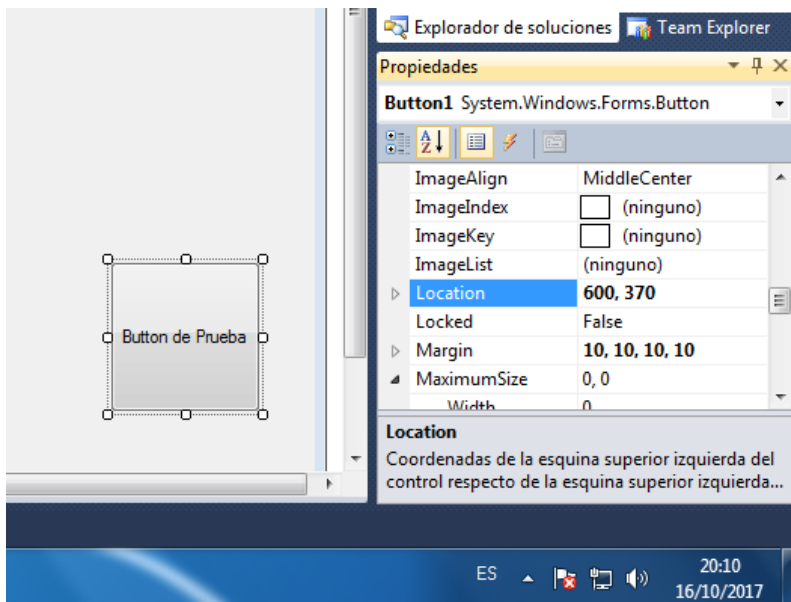 Explorador de soluciones Team Explorer
Propiedades
Button1 System.Windows.Forms.Button
ImageAlign MiddleCenter
ImageIndex (ninguno)
ImageKey (ninguno)
ImageList (ninguno)
Location 600, 370
Locked False
Margin 10, 10, 10, 10
MaximumSize 0, 0
Width 0
Location
Coordenadas de la esquina superior izquierda del
control respecto de la esquina superior izquierda...
Button de Prueba
ES
20:10
16/10/2017